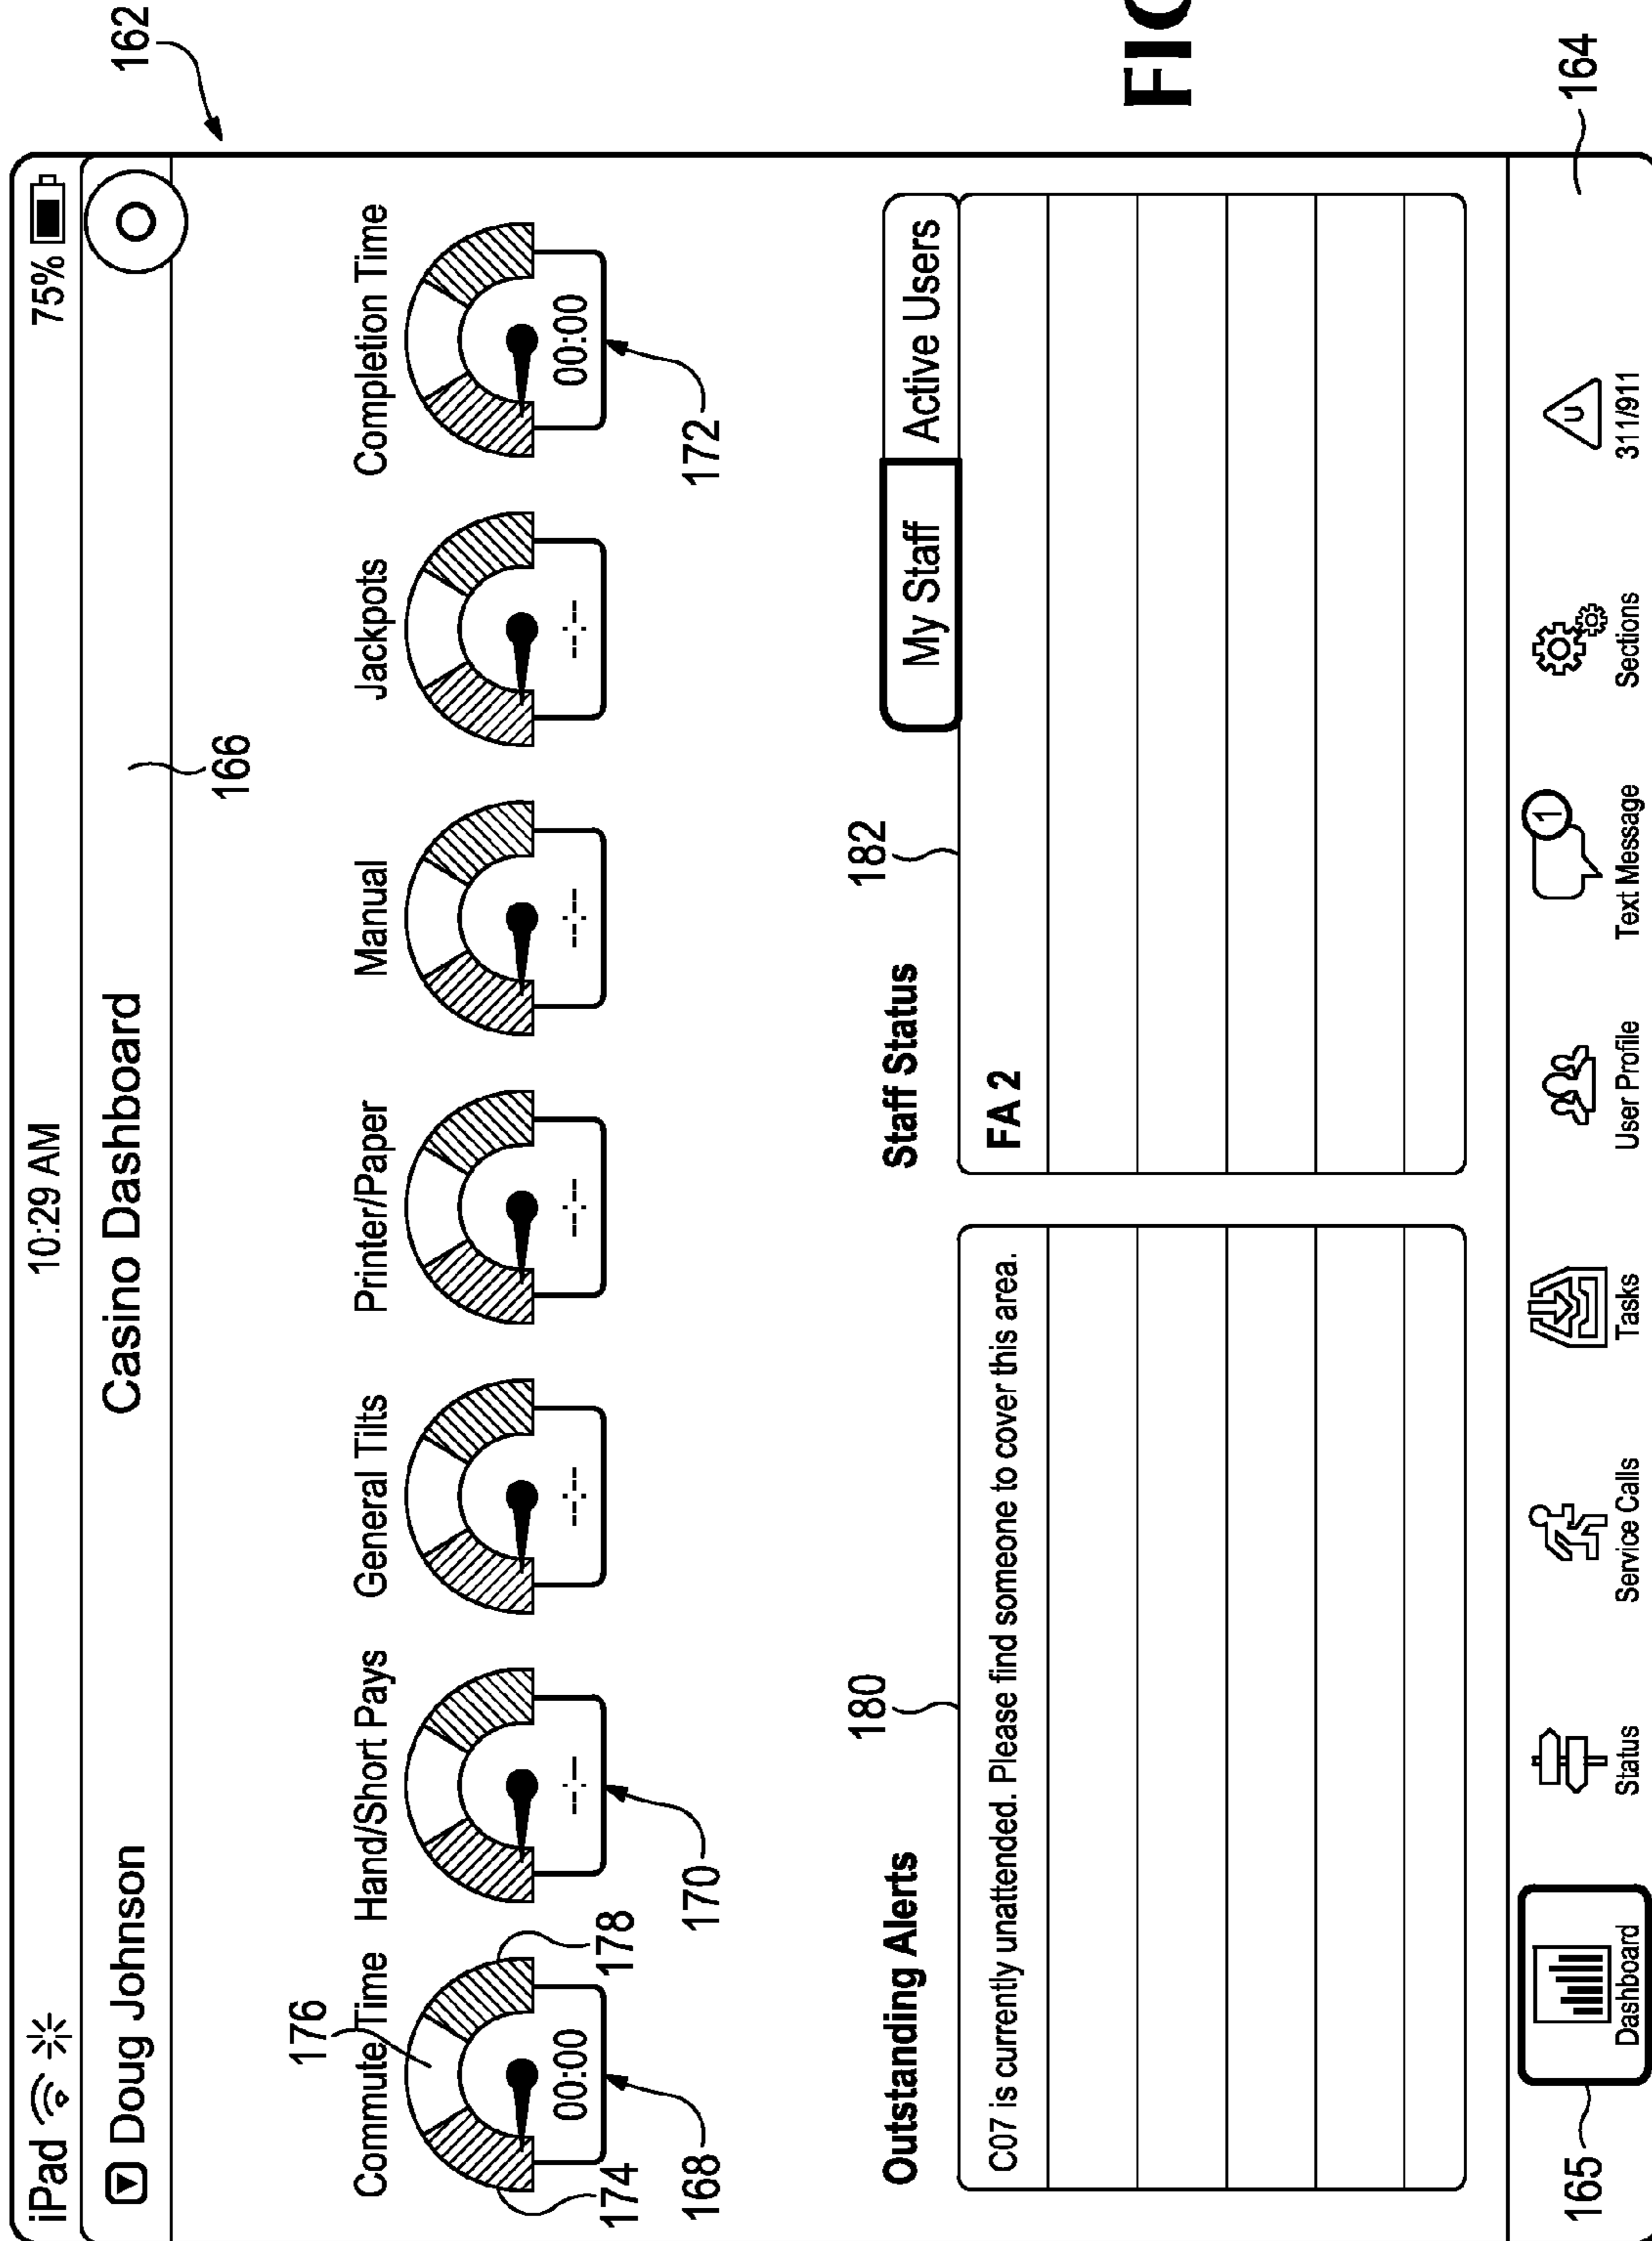 iPad 10:29 AM 75%
Doug Johnson Casino Dashboard
162
166
176
Commute Time Hand/Short Pays General Tilts Printer/Paper Manual Jackpots Completion Time
00:00 --:-- --:-- --:-- --:-- --:-- 00:00
174 178
168 170 172
180 182
Outstanding Alerts Staff Status My Staff Active Users
C07 is currently unattended. Please find someone to cover this area. FA 2
1 U
Dashboard Status Service Calls Tasks User Profile Text Message Sections 311/911
165 164